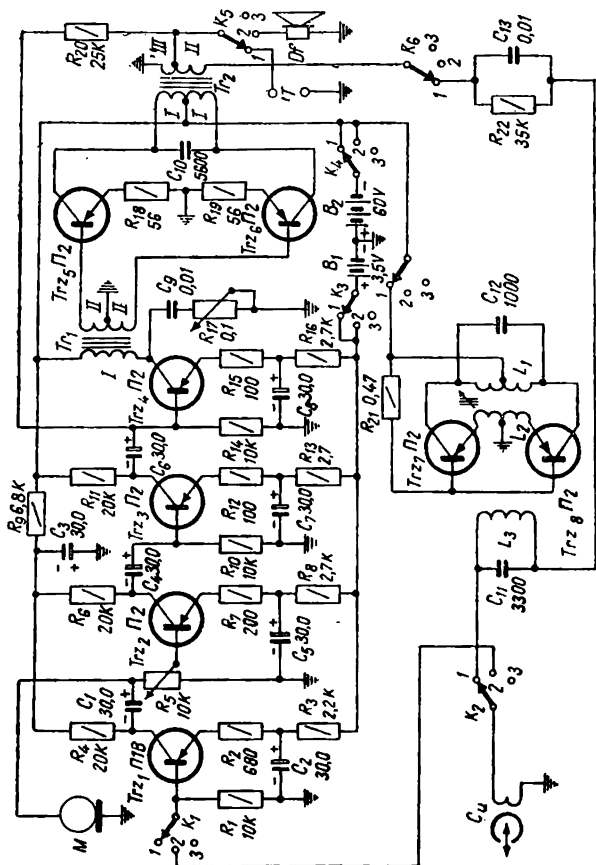 M
R₄
20K
C₁
30,0
R₆
20K
C₃
30,0
R₉ 6,8K
R₁₁
20K
Trz₁
П18
R₅
10K
Trz₂
П2
C₄ 30,0
Trz₃
П2
C₆ 30,0
Trz₄
П2
Tr₁
I
II
II
C₉
0,01
R₁₇
0,1
Trz₅ П2
R₁₈
56
R₁₉
56
Trz₆ П2
C₁₀
5600
I
I
Tr₂
II
III
R₂₀
25K
K₅
1
2
3
Df
1T
K₁
1
2
3
R₁
10K
R₂
680
C₂
30,0
R₃
2,2K
R₇
200
C₅ 30,0
R₈
2,7K
R₁₀
10K
R₁₂
100
C₇ 30,0
R₁₃
2,7
R₁₄
10K
R₁₅
100
C₈ 30,0
R₁₆
2,7K
K₃
1
2
3
B₁
3,5V
B₂
60V
K₄
1
2
3
1
2
3
K₆
1
2
3
C₁₃
0,01
R₂₂
35K
R₂₁ 0,47
Trz₇ П2
L₂
L₁
C₁₂
1000
Trz₈ П2
L₃
C₁₁
3300
K₂
1
2
3
Cu